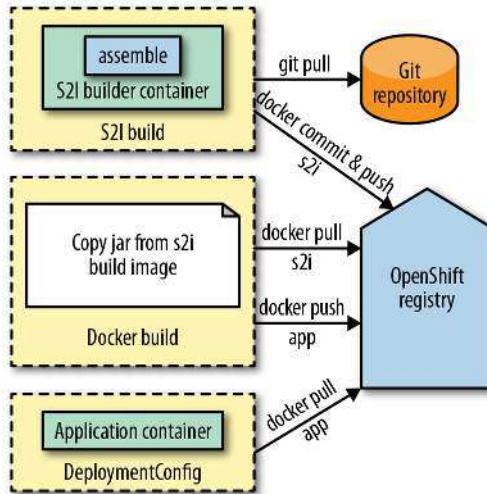 assemble
S2I builder container
S2I build
git pull
Git
repository
docker commit & push
s2i
Copy jar from s2i
build image
Docker build
docker pull
s2i
docker push
app
OpenShift
registry
Application container
DeploymentConfig
docker pull
app